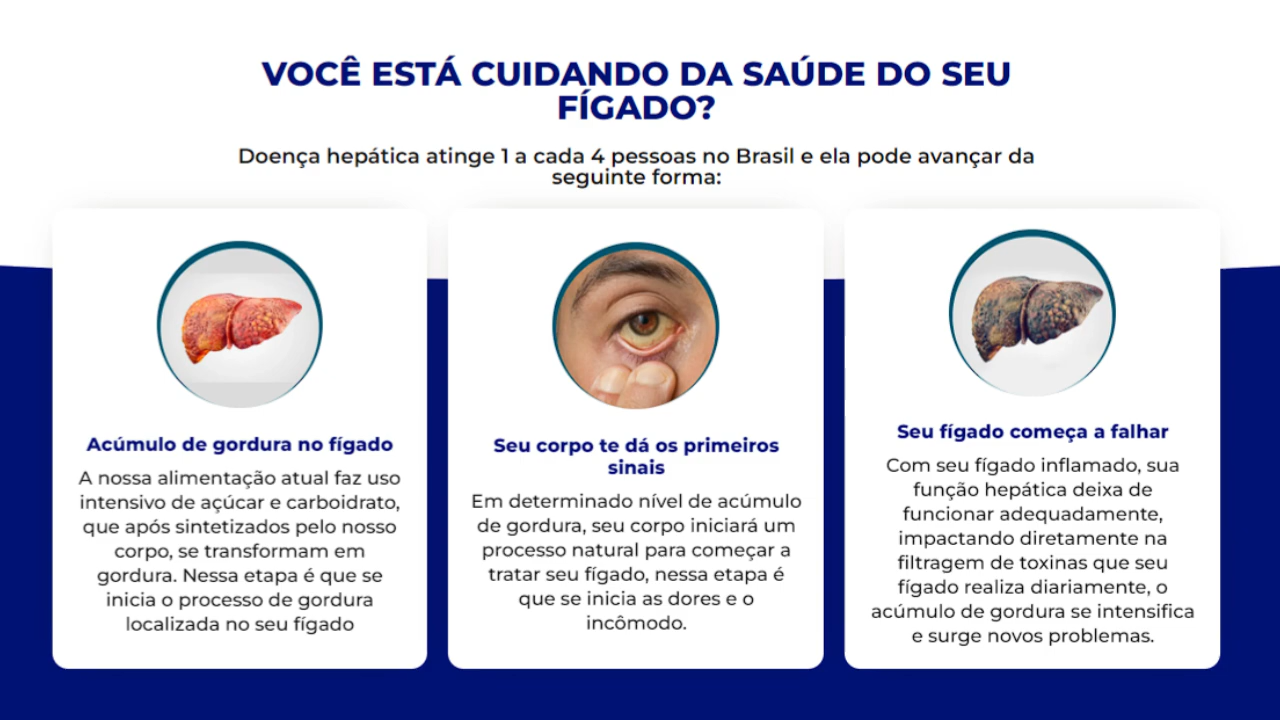 VOCÊ ESTÁ CUIDANDO DA SAÚDE DO SEU
FÍGADO?
Doença hepática atinge 1 a cada 4 pessoas no Brasil e ela pode avançar da
seguinte forma:
Acúmulo de gordura no fígado
A nossa alimentação atual faz uso
intensivo de açúcar e carboidrato,
que após sintetizados pelo nosso
corpo, se transformam em
gordura. Nessa etapa é que se
inicia o processo de gordura
localizada no seu fígado
Seu corpo te dá os primeiros
sinais
Em determinado nível de acúmulo
de gordura, seu corpo iniciará um
processo natural para começar a
tratar seu fígado, nessa etapa é
que se inicia as dores e o
incômodo.
Seu fígado começa a falhar
Com seu fígado inflamado, sua
função hepática deixa de
funcionar adequadamente,
impactando diretamente na
filtragem de toxinas que seu
fígado realiza diariamente, o
acúmulo de gordura se intensifica
e surge novos problemas.